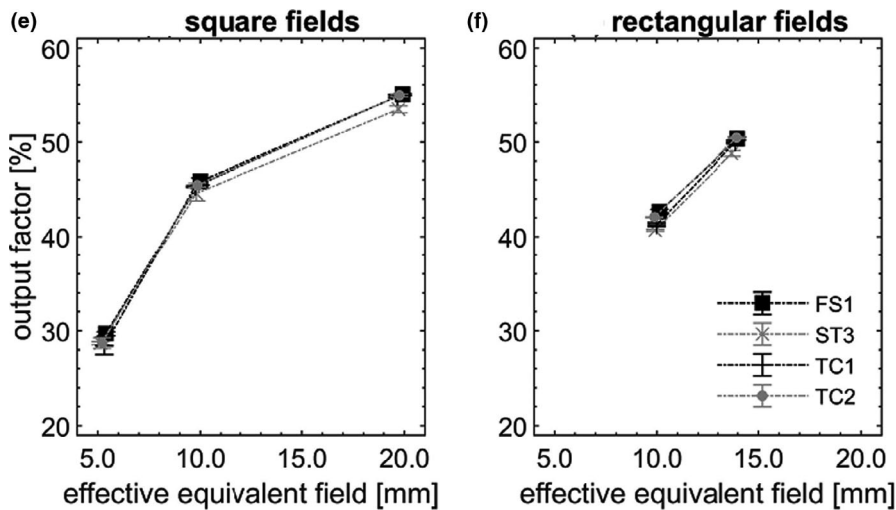 (e) square fields
60
50
40
30
20
output factor [%]
5.0 10.0 15.0 20.0
effective equivalent field [mm]
(f) rectangular fields
60
50
40
30
20
FS1
ST3
TC1
TC2
5.0 10.0 15.0 20.0
effective equivalent field [mm]